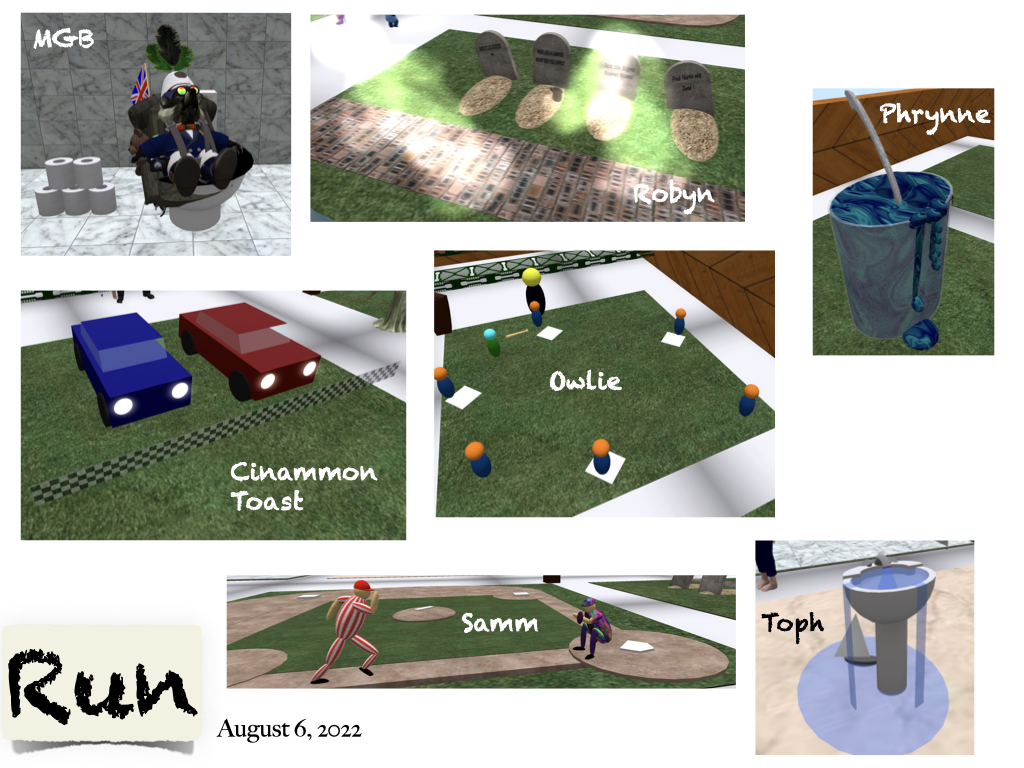 MGB
Robyn
Phrynne
Owlie
Cinammon
Toast
Samm
Toph
Run
August 6, 2022